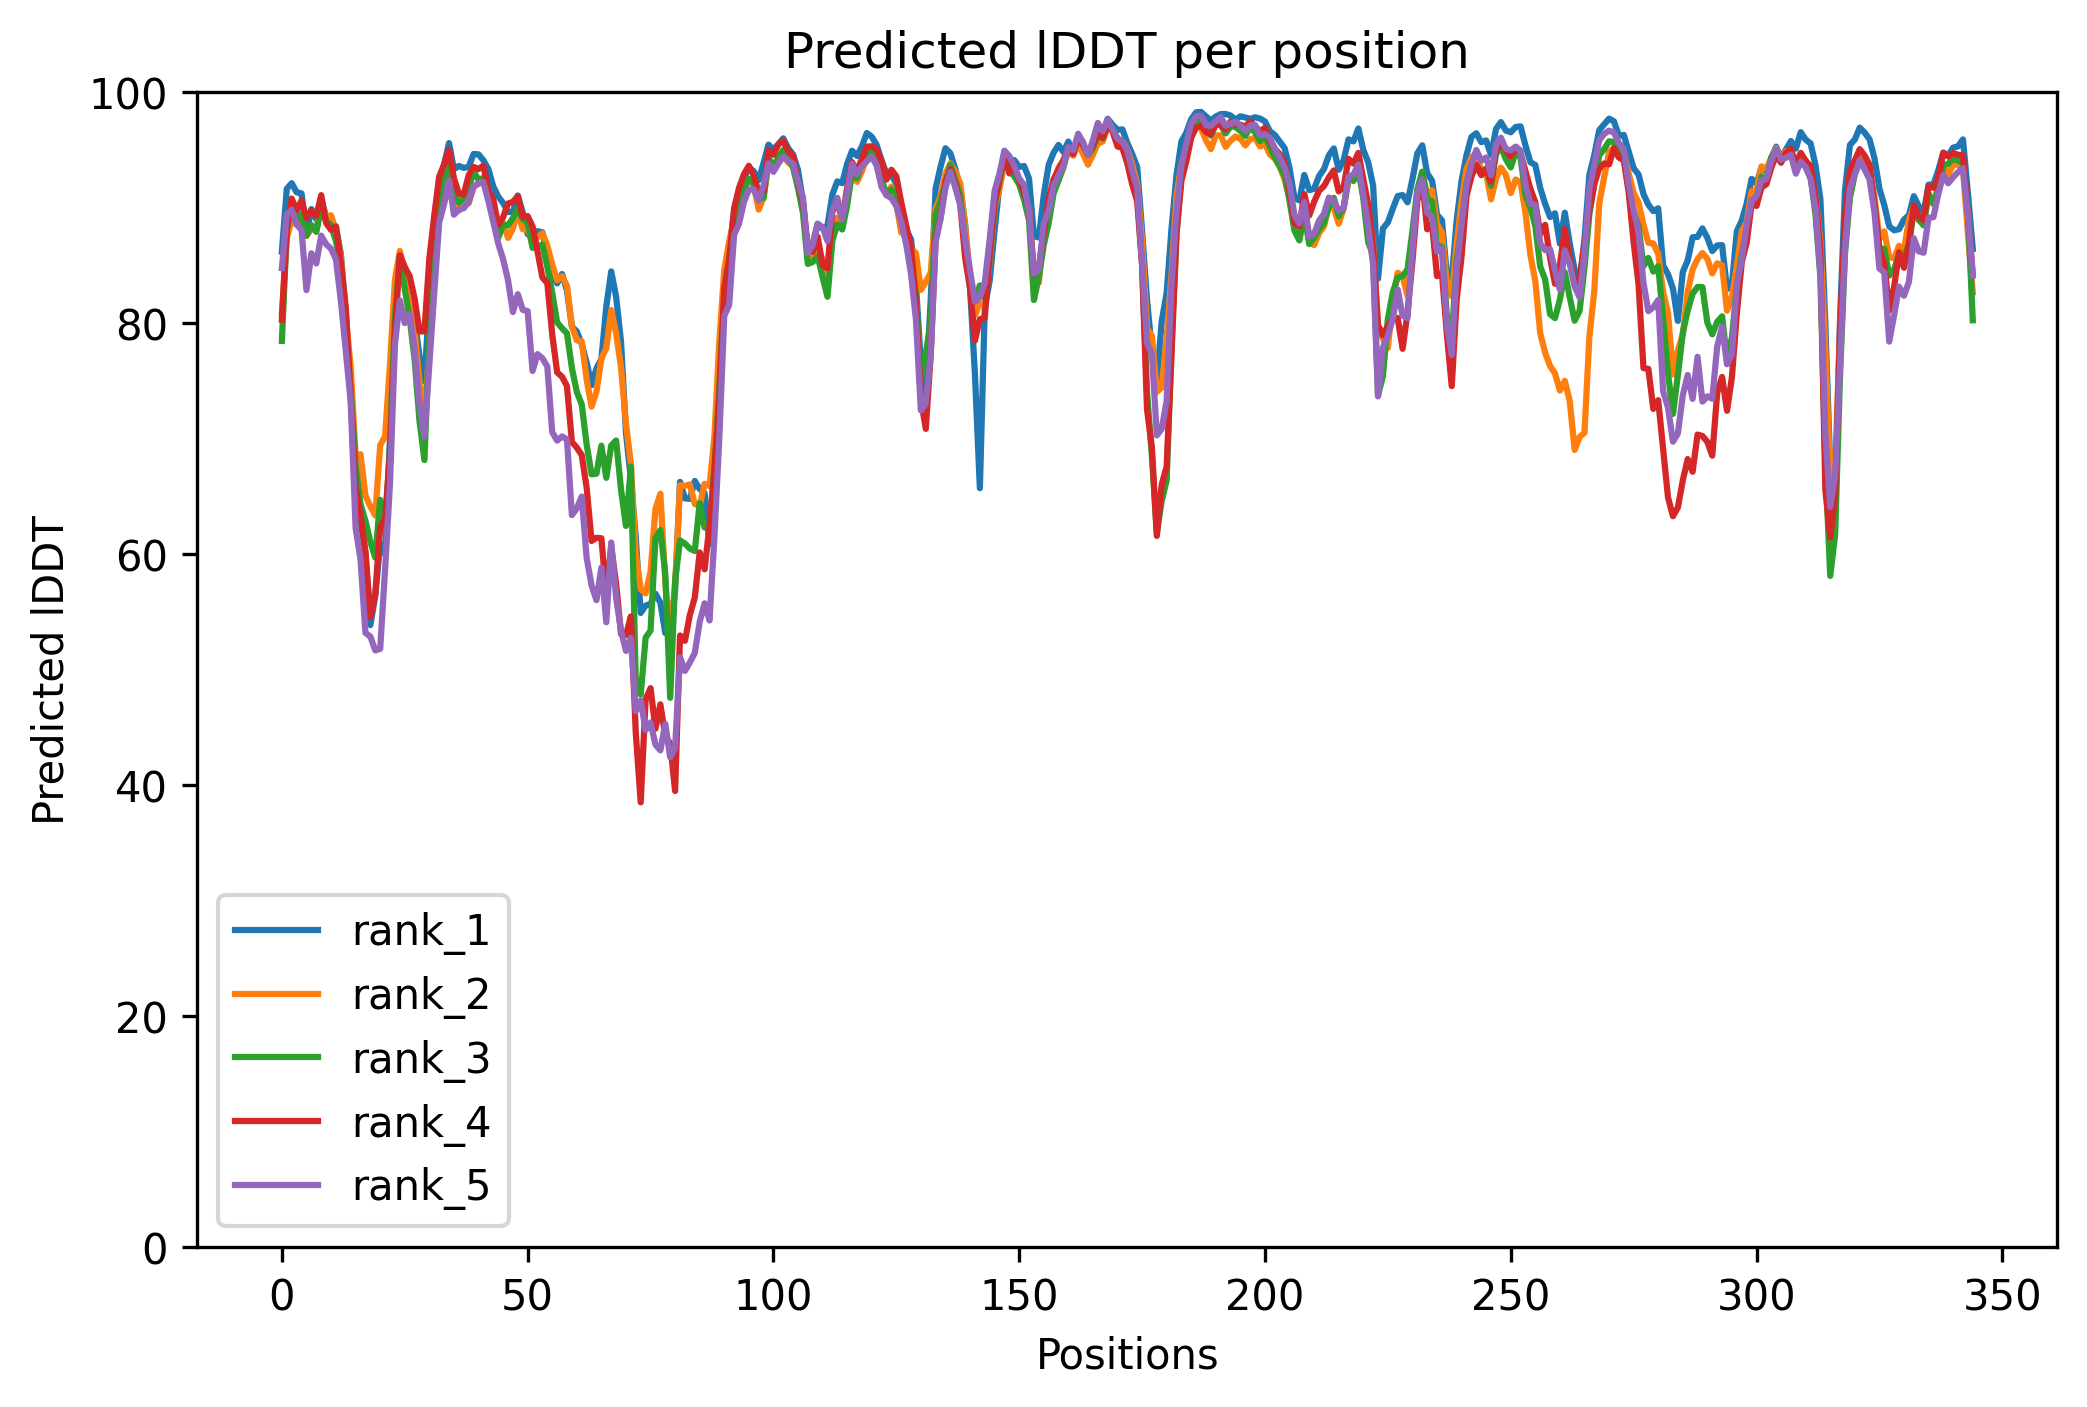 Predicted lDDT per position
Predicted lDDT
100
80
60
40
20
0
rank_1
rank_2
rank_3
rank_4
rank_5
0 50 100 150 200 250 300 350
Positions